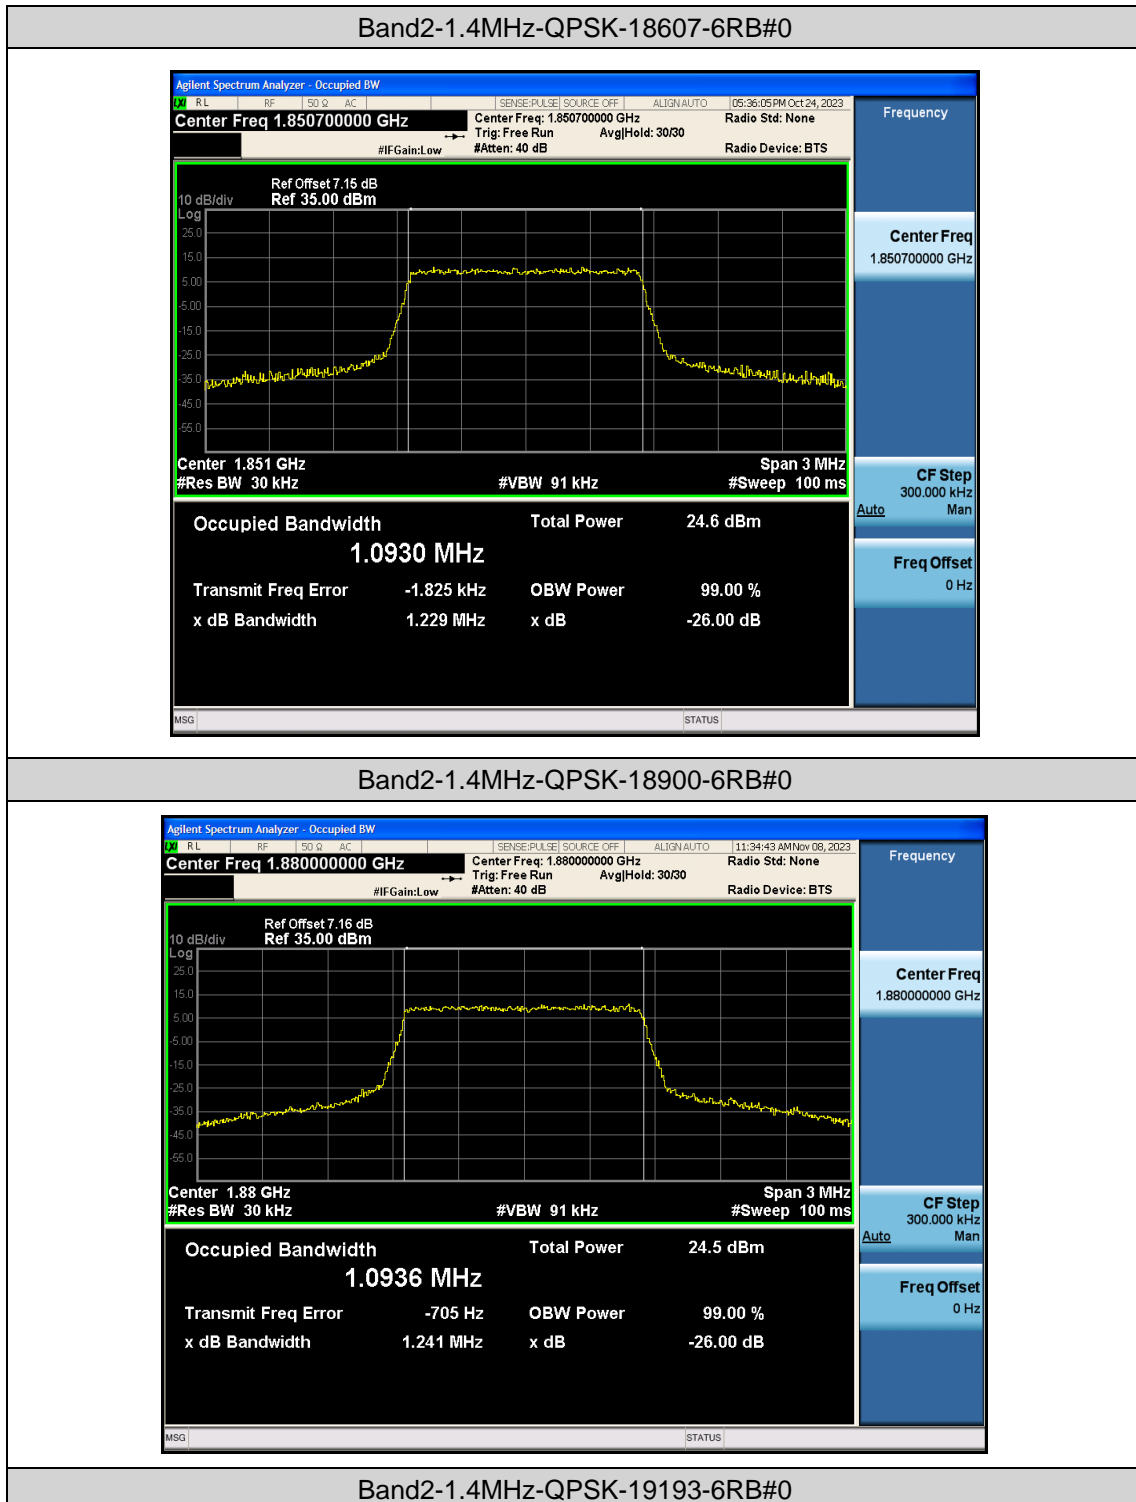 Band2-1.4MHz-QPSK-18607-6RB#0
Agilent Spectrum Analyzer - Occupied BW
LXI RL RF 50 Ω AC SENSE:PULSE SOURCE OFF ALIGN AUTO 05:36:05 PM Oct 24, 2023
Center Freq 1.850700000 GHz
Center Freq: 1.850700000 GHz
Radio Std: None
Trig: Free Run Avg|Hold: 30/30
#IFGain:Low #Atten: 40 dB Radio Device: BTS
Frequency
Ref Offset 7.15 dB
10 dB/div Ref 35.00 dBm
Log
25.0
15.0
5.00
-5.00
-15.0
-25.0
-35.0
-45.0
-55.0
Center 1.851 GHz Span 3 MHz
#Res BW 30 kHz #VBW 91 kHz #Sweep 100 ms
Center Freq
1.850700000 GHz
CF Step
300.000 kHz
Auto Man
Freq Offset
0 Hz
Occupied Bandwidth Total Power 24.6 dBm
1.0930 MHz
Transmit Freq Error -1.825 kHz OBW Power 99.00 %
x dB Bandwidth 1.229 MHz x dB -26.00 dB
MSG STATUS
Band2-1.4MHz-QPSK-18900-6RB#0
Agilent Spectrum Analyzer - Occupied BW
LXI RL RF 50 Ω AC SENSE:PULSE SOURCE OFF ALIGN AUTO 11:34:43 AM Nov 08, 2023
Center Freq 1.880000000 GHz
Center Freq: 1.880000000 GHz
Radio Std: None
Trig: Free Run Avg|Hold: 30/30
#IFGain:Low #Atten: 40 dB Radio Device: BTS
Frequency
Ref Offset 7.16 dB
10 dB/div Ref 35.00 dBm
Log
25.0
15.0
5.00
-5.00
-15.0
-25.0
-35.0
-45.0
-55.0
Center 1.88 GHz Span 3 MHz
#Res BW 30 kHz #VBW 91 kHz #Sweep 100 ms
Center Freq
1.880000000 GHz
CF Step
300.000 kHz
Auto Man
Freq Offset
0 Hz
Occupied Bandwidth Total Power 24.5 dBm
1.0936 MHz
Transmit Freq Error -705 Hz OBW Power 99.00 %
x dB Bandwidth 1.241 MHz x dB -26.00 dB
MSG STATUS
Band2-1.4MHz-QPSK-19193-6RB#0